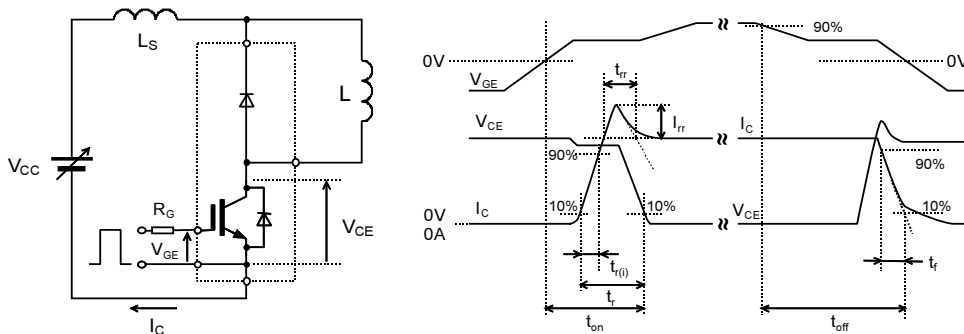 L_S
L
V_CC
R_G
V_GE
V_CE
I_C
0V
V_GE
90%
0V
t_rr
I_rr
V_CE
I_C
90%
90%
I_C
10%
10%
V_CE
10%
0V
0A
t_r(i)
t_r
t_on
t_f
t_off